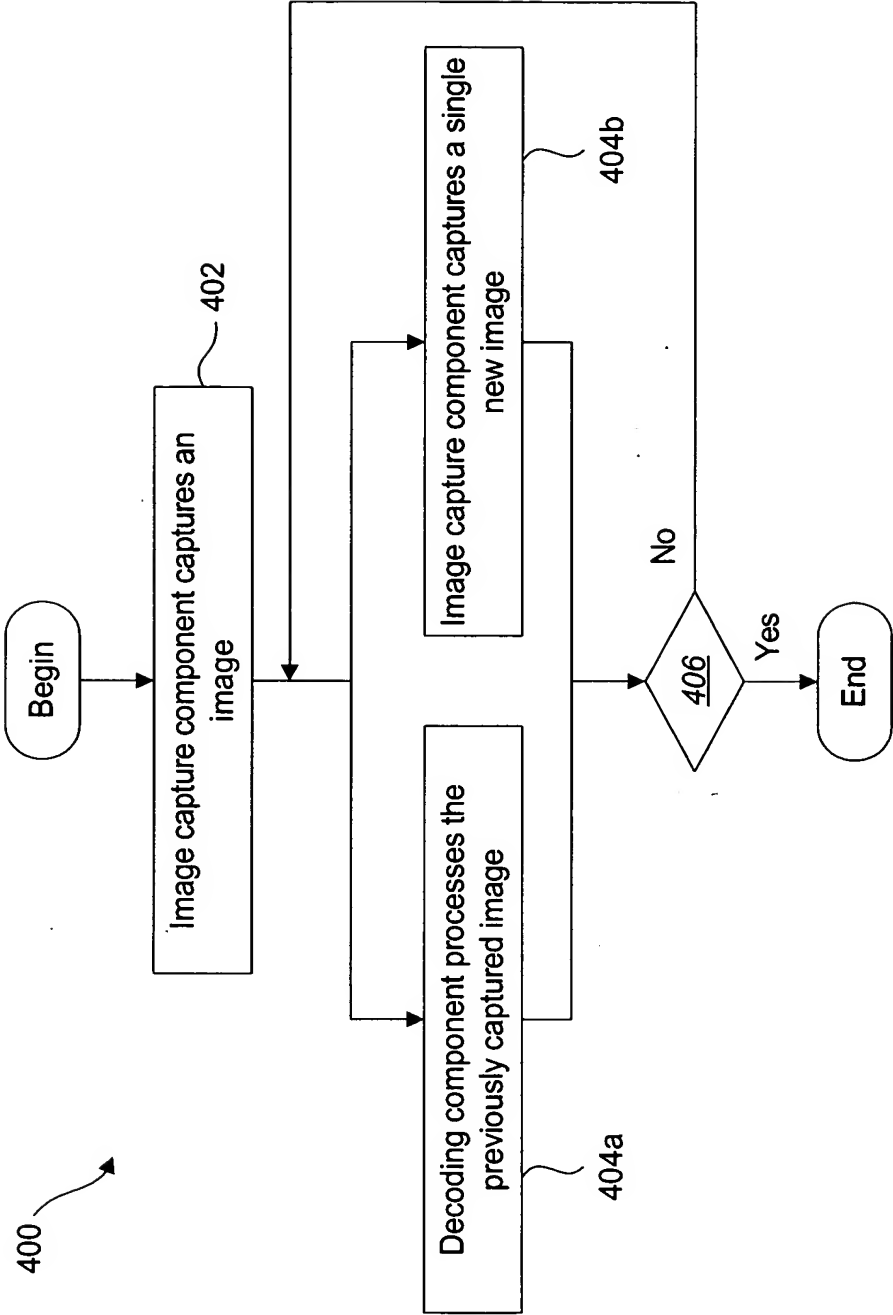 400
Begin
Image capture component captures an
image
402
Decoding component processes the
previously captured image
404a
Image capture component captures a single
new image
404b
406
No
Yes
End